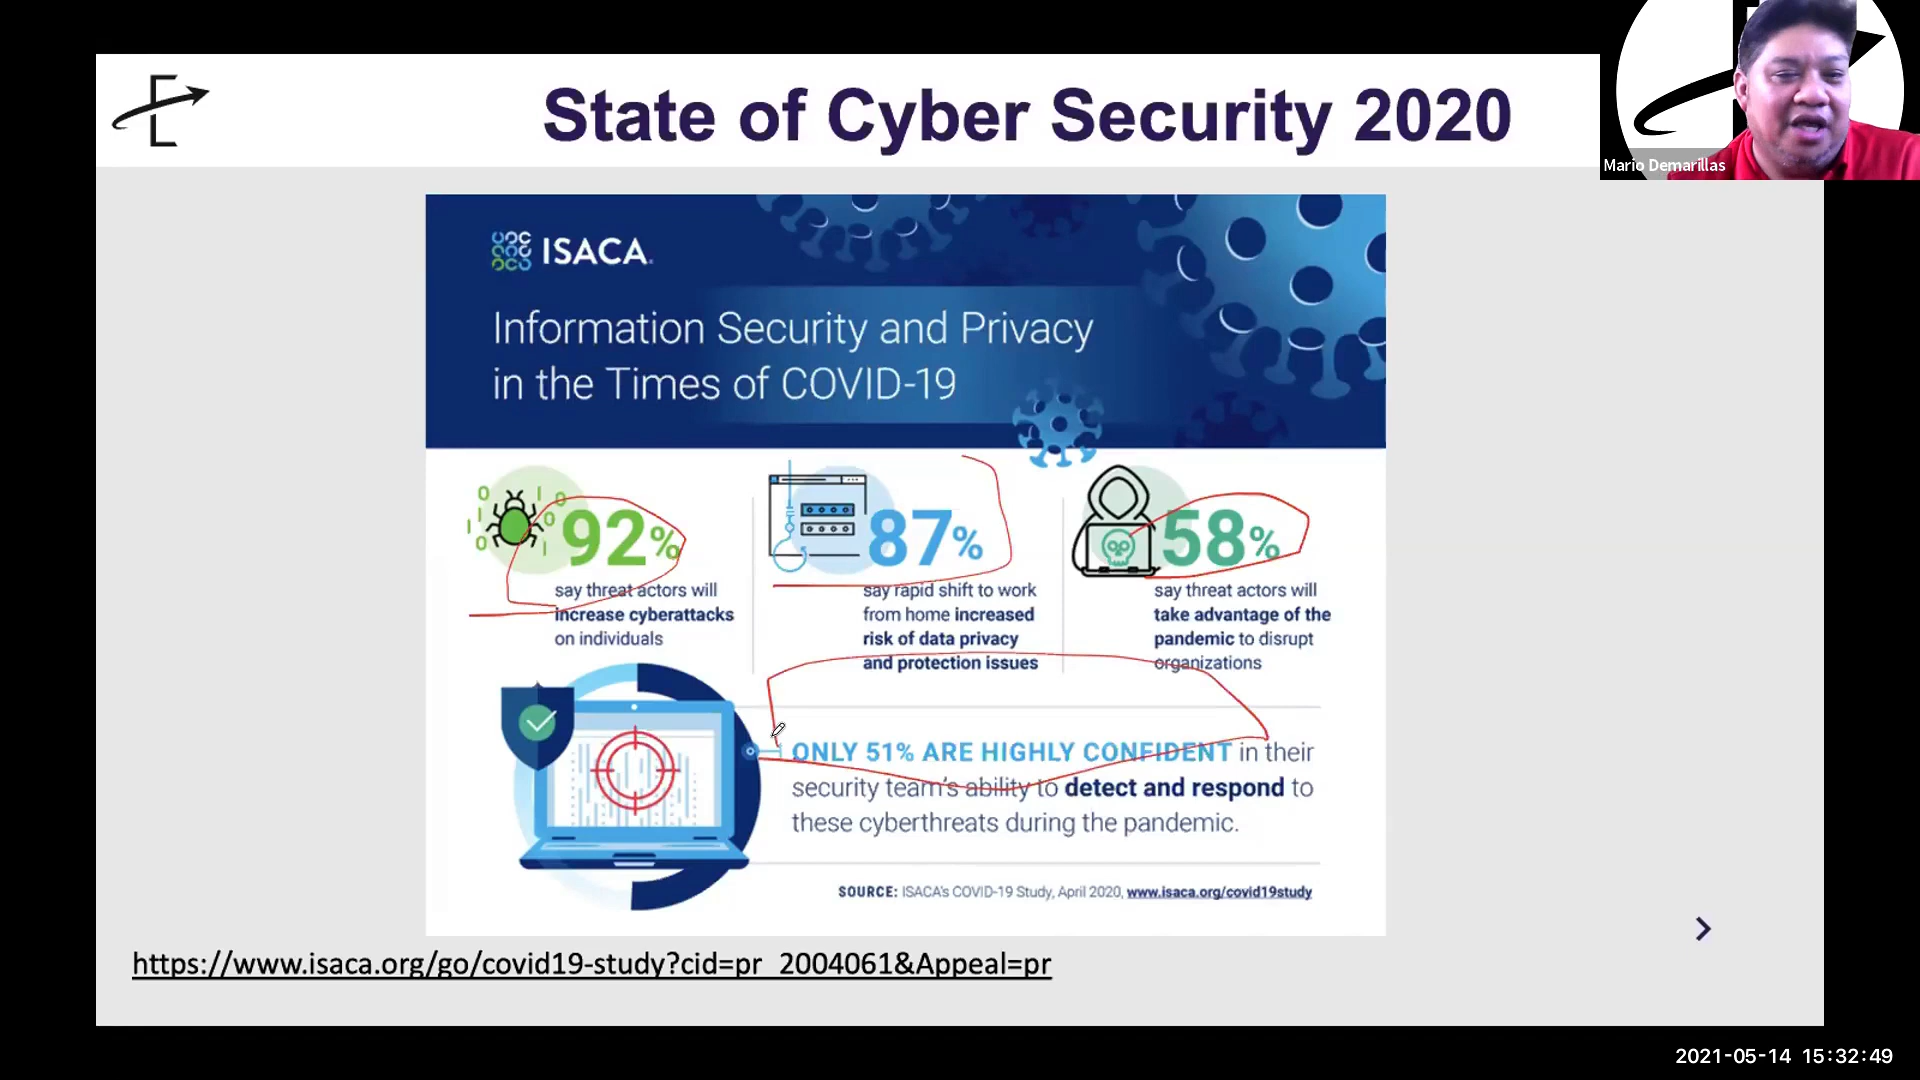 State of Cyber Security 2020
Mario Demarillas
ISACA
Information Security and Privacy
in the Times of COVID-19
92%
say threat actors will
increase cyberattacks
on individuals
87%
say rapid shift to work
from home increased
risk of data privacy
and protection issues
58%
say threat actors will
take advantage of the
pandemic to disrupt
organizations
ONLY 51% ARE HIGHLY CONFIDENT in their
security team's ability to detect and respond to
these cyberthreats during the pandemic.
SOURCE: ISACA's COVID-19 Study, April 2020, www.isaca.org/covid19study
https://www.isaca.org/go/covid19-study?cid=pr_2004061&Appeal=pr
2021-05-14 15:32:49